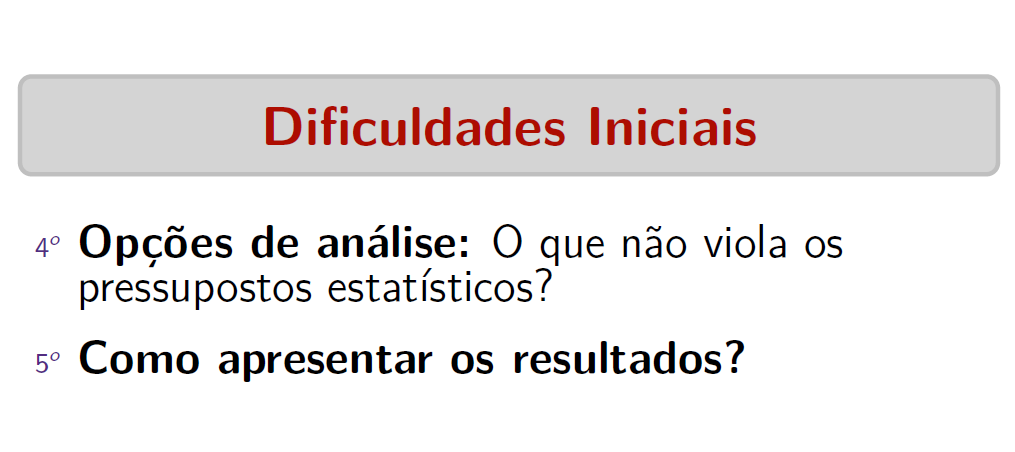 Dificuldades Iniciais
4º Opções de análise: O que não viola os
pressupostos estatísticos?
5º Como apresentar os resultados?